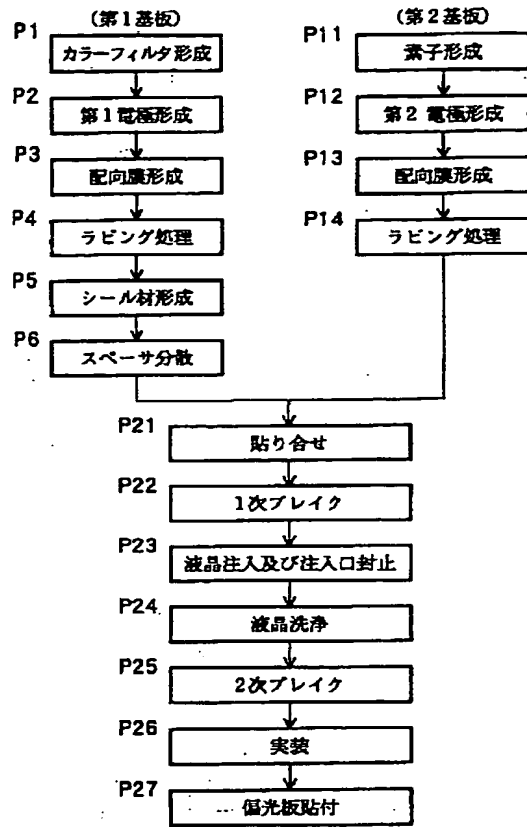 (第1基板)
P1
カラーフィルタ形成
P2
第1電極形成
P3
配向膜形成
P4
ラビング処理
P5
シール材形成
P6
スペーサ分散
(第2基板)
P11
素子形成
P12
第2 電極形成
P13
配向膜形成
P14
ラビング処理
P21
貼り合せ
P22
1次ブレイク
P23
液晶注入及び注入口封止
P24
液晶洗浄
P25
2次ブレイク
P26
実装
P27
偏光板貼付